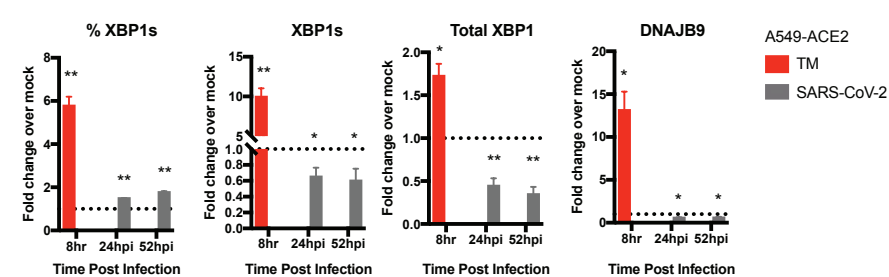 % XBP1s
XBP1s
Total XBP1
DNAJB9
A549-ACE2
TM
SARS-CoV-2
Fold change over mock
8
6
4
2
0
**
**
**
8hr 24hpi 52hpi
Time Post Infection
Fold change over mock
15
10
5
1.0
0.8
0.6
0.4
0.2
0.0
**
*
*
8hr 24hpi 52hpi
Time Post Infection
Fold change over mock
2.0
1.5
1.0
0.5
0.0
*
**
**
8hr 24hpi 52hpi
Time Post Infection
Fold change over mock
20
15
10
5
0
*
*
*
8hr 24hpi 52hpi
Time Post Infection